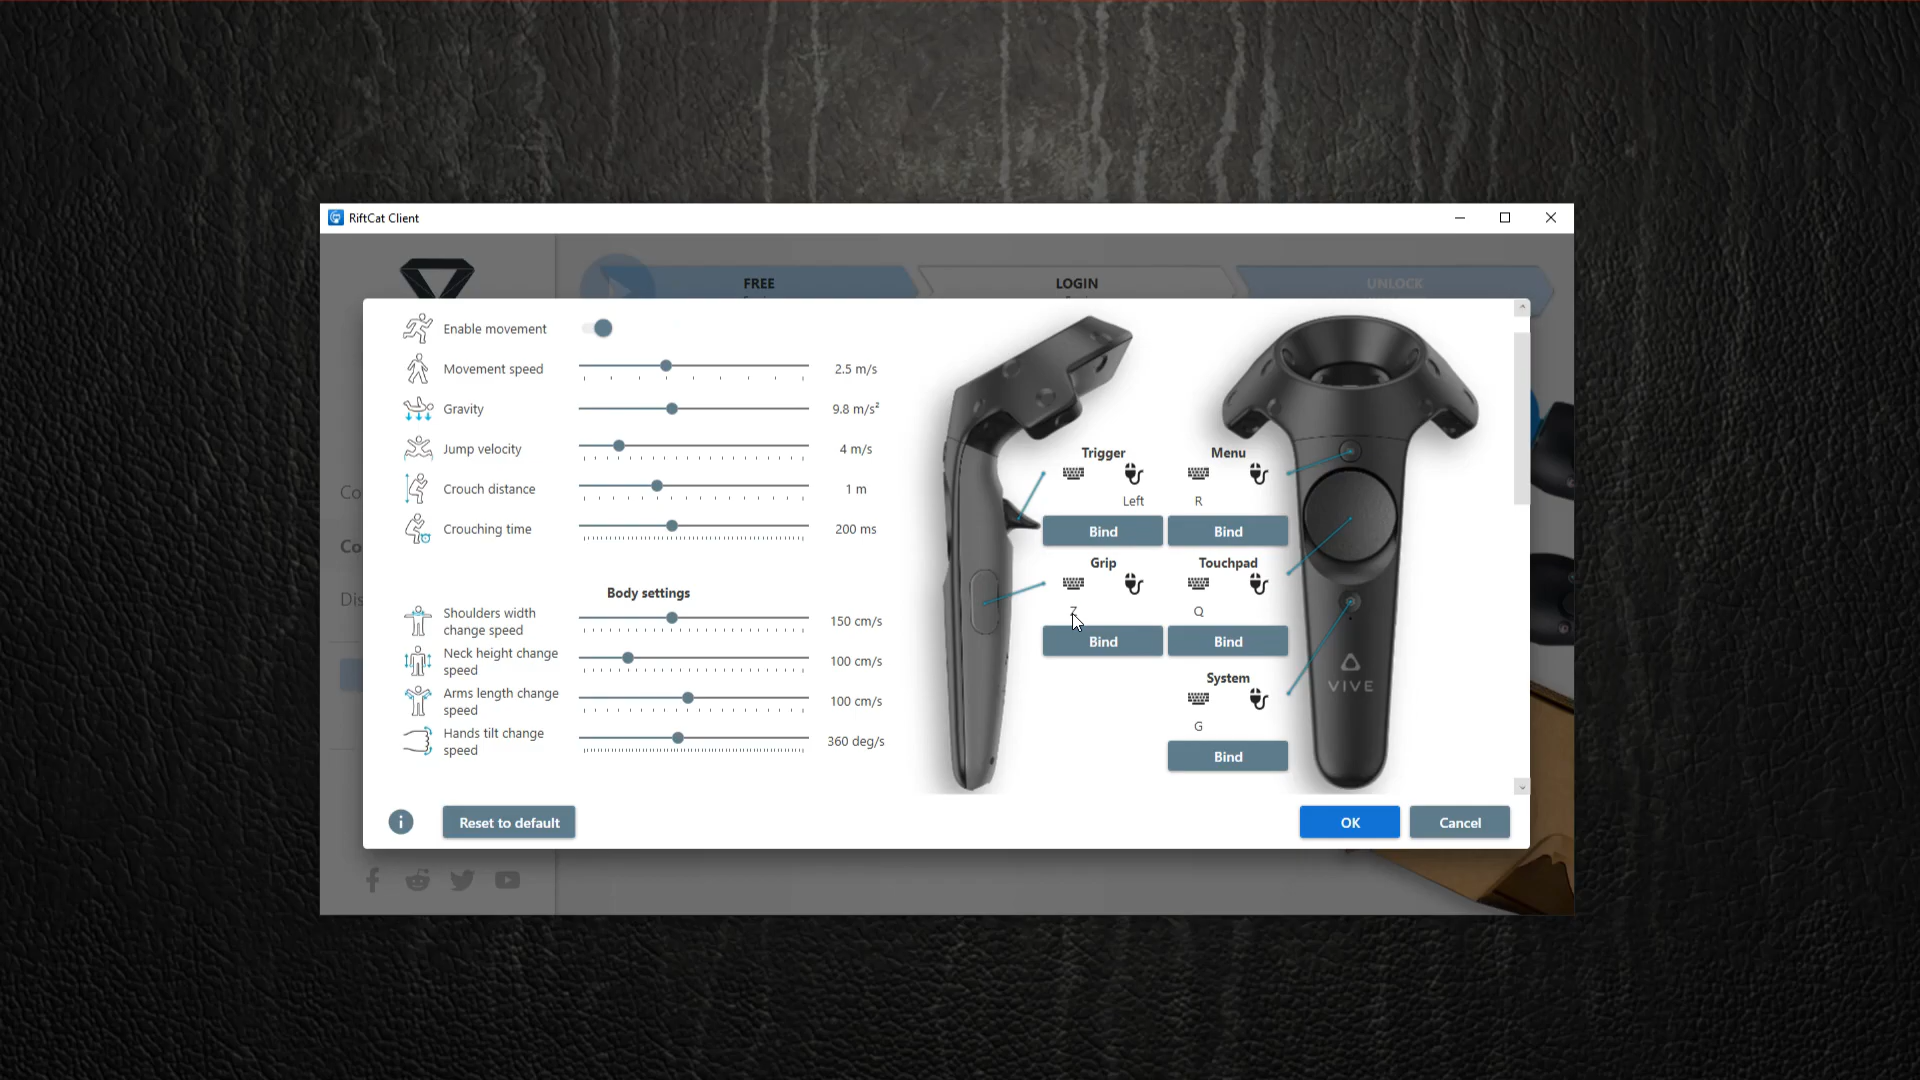 RiftCat Client
FREE
LOGIN
UNLOCK
Enable movement
Movement speed
2.5 m/s
Gravity
9.8 m/s²
Jump velocity
4 m/s
Crouch distance
1 m
Crouching time
200 ms
Body settings
Shoulders width
change speed
150 cm/s
Neck height change
speed
100 cm/s
Arms length change
speed
100 cm/s
Hands tilt change
speed
360 deg/s
Trigger
Left
Bind
Menu
R
Bind
Grip
Z
Bind
Touchpad
Q
Bind
System
G
Bind
VIVE
Co
Co
Dis
Reset to default
OK
Cancel